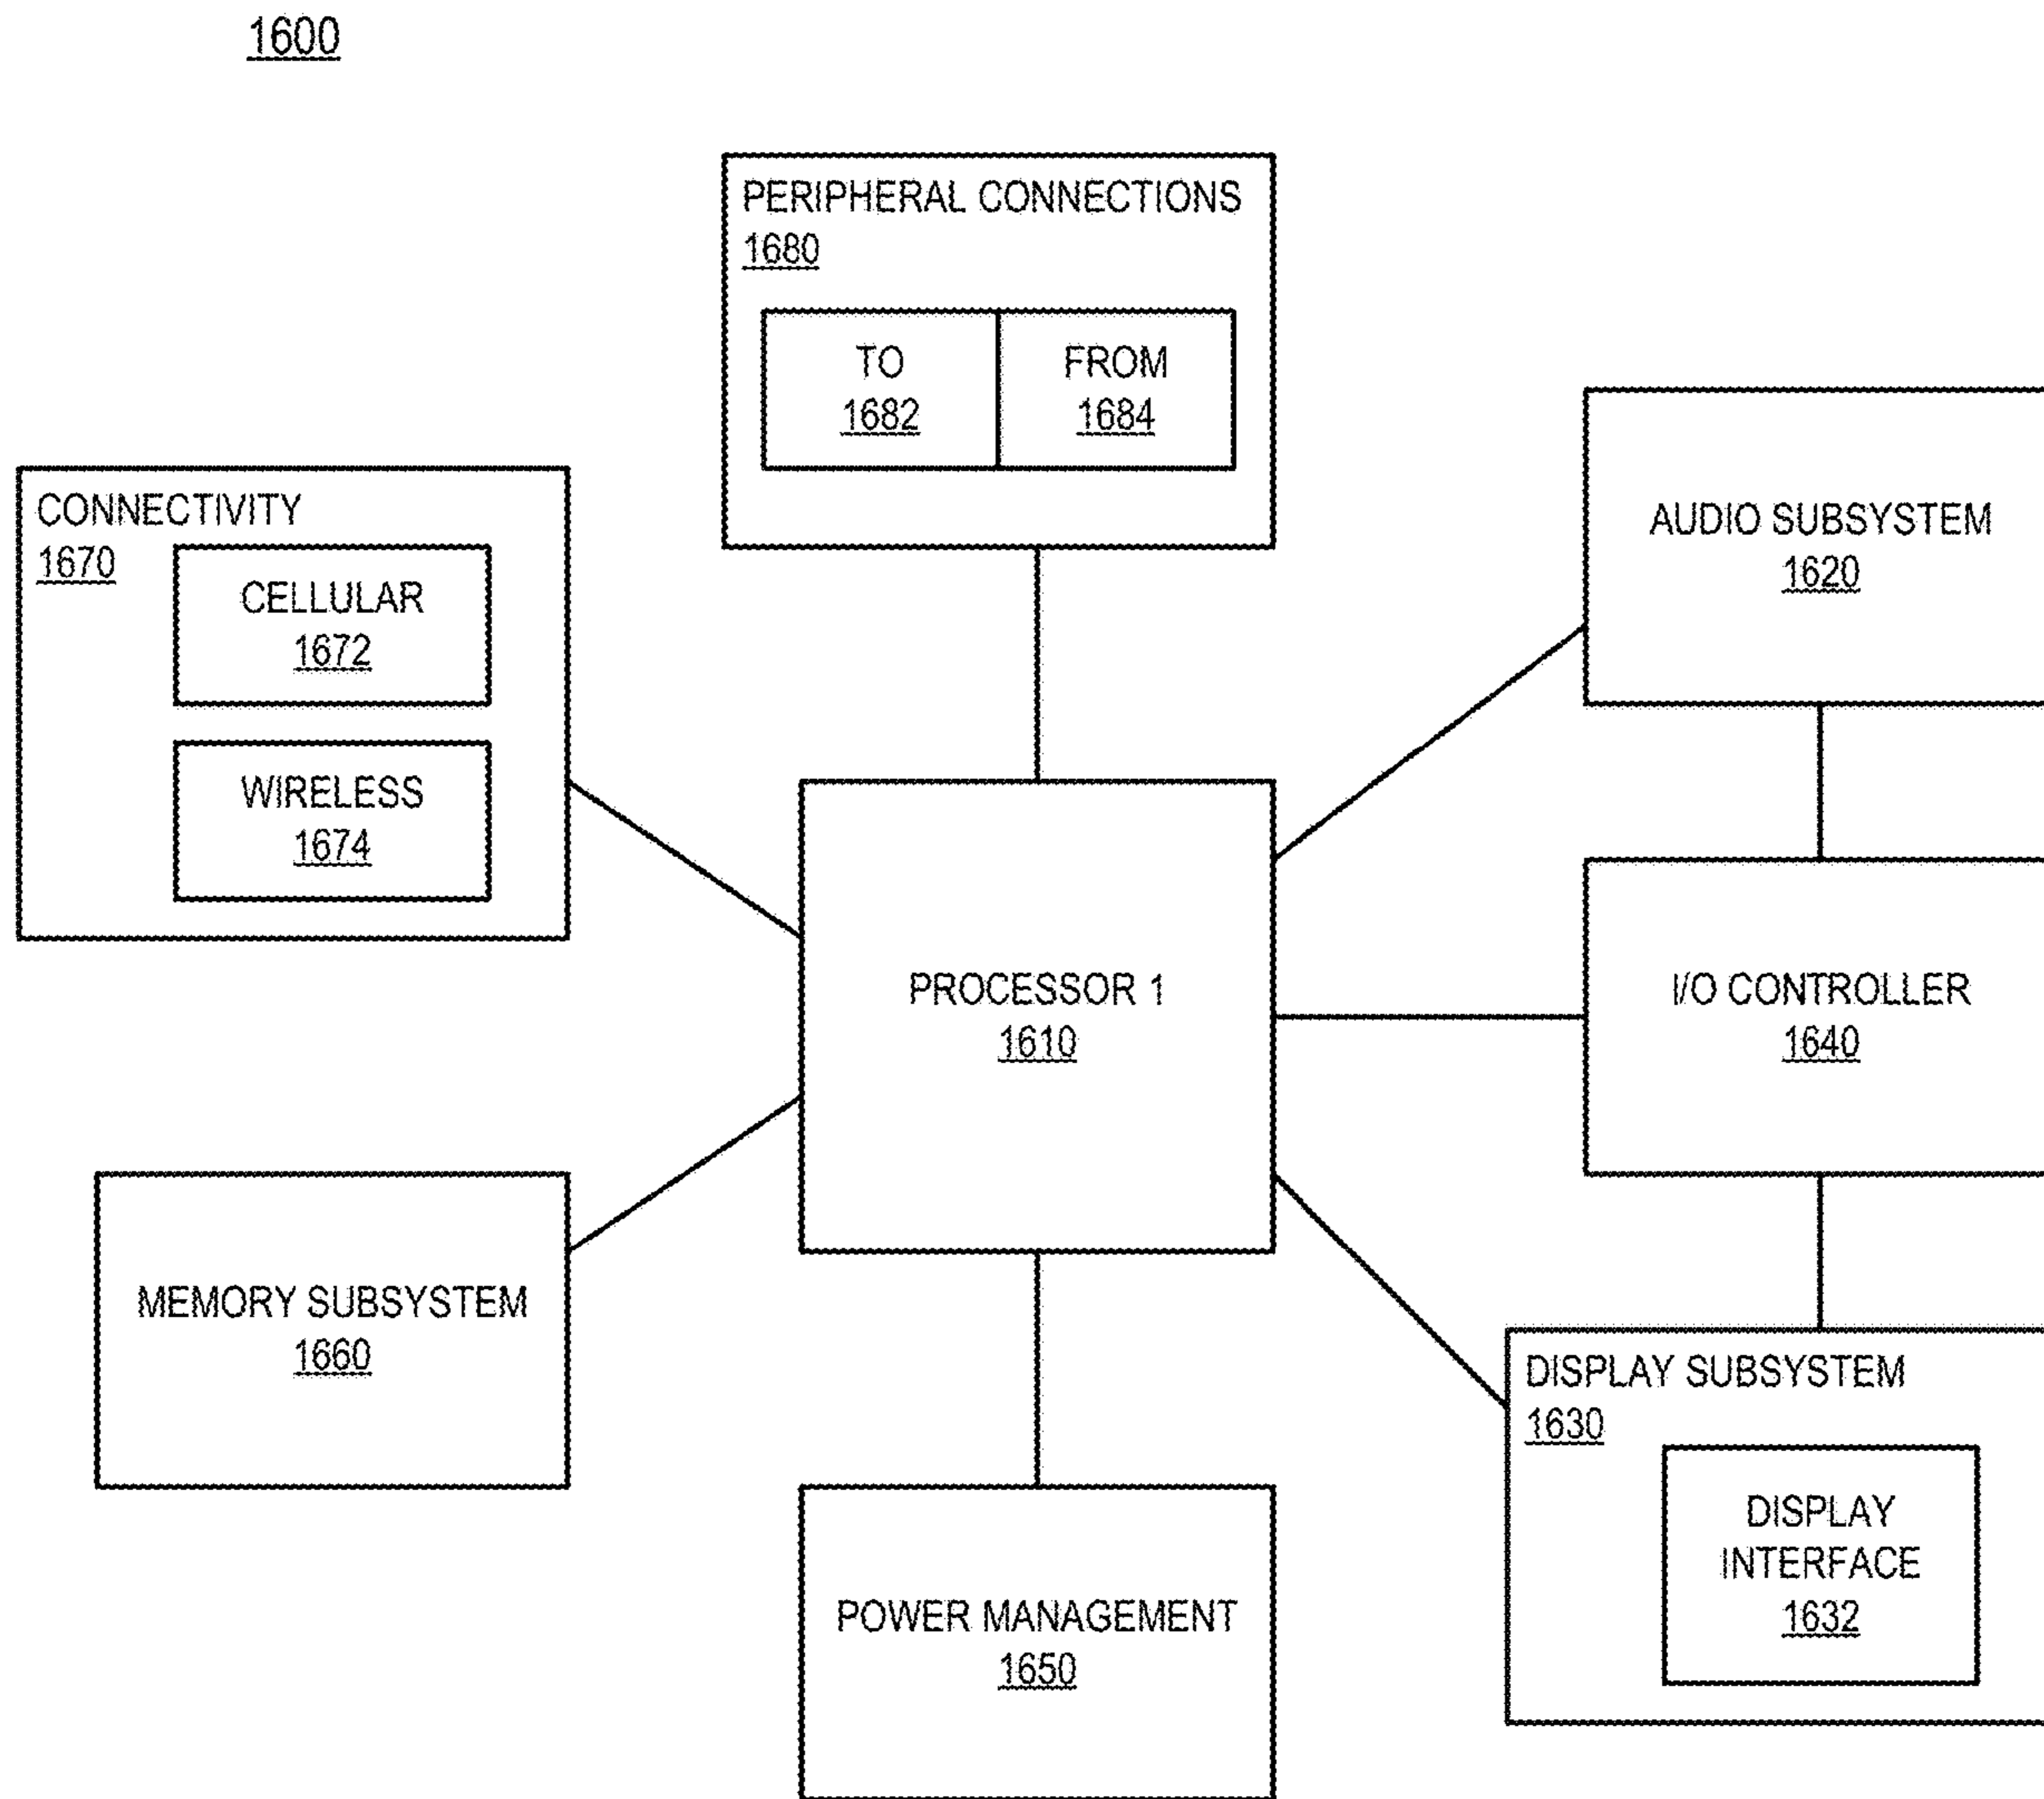 1600
PERIPHERAL CONNECTIONS
1680
TO
1682
FROM
1684
CONNECTIVITY
1670
CELLULAR
1672
WIRELESS
1674
AUDIO SUBSYSTEM
1620
PROCESSOR 1
1610
I/O CONTROLLER
1640
MEMORY SUBSYSTEM
1660
DISPLAY SUBSYSTEM
1630
DISPLAY
INTERFACE
1632
POWER MANAGEMENT
1650